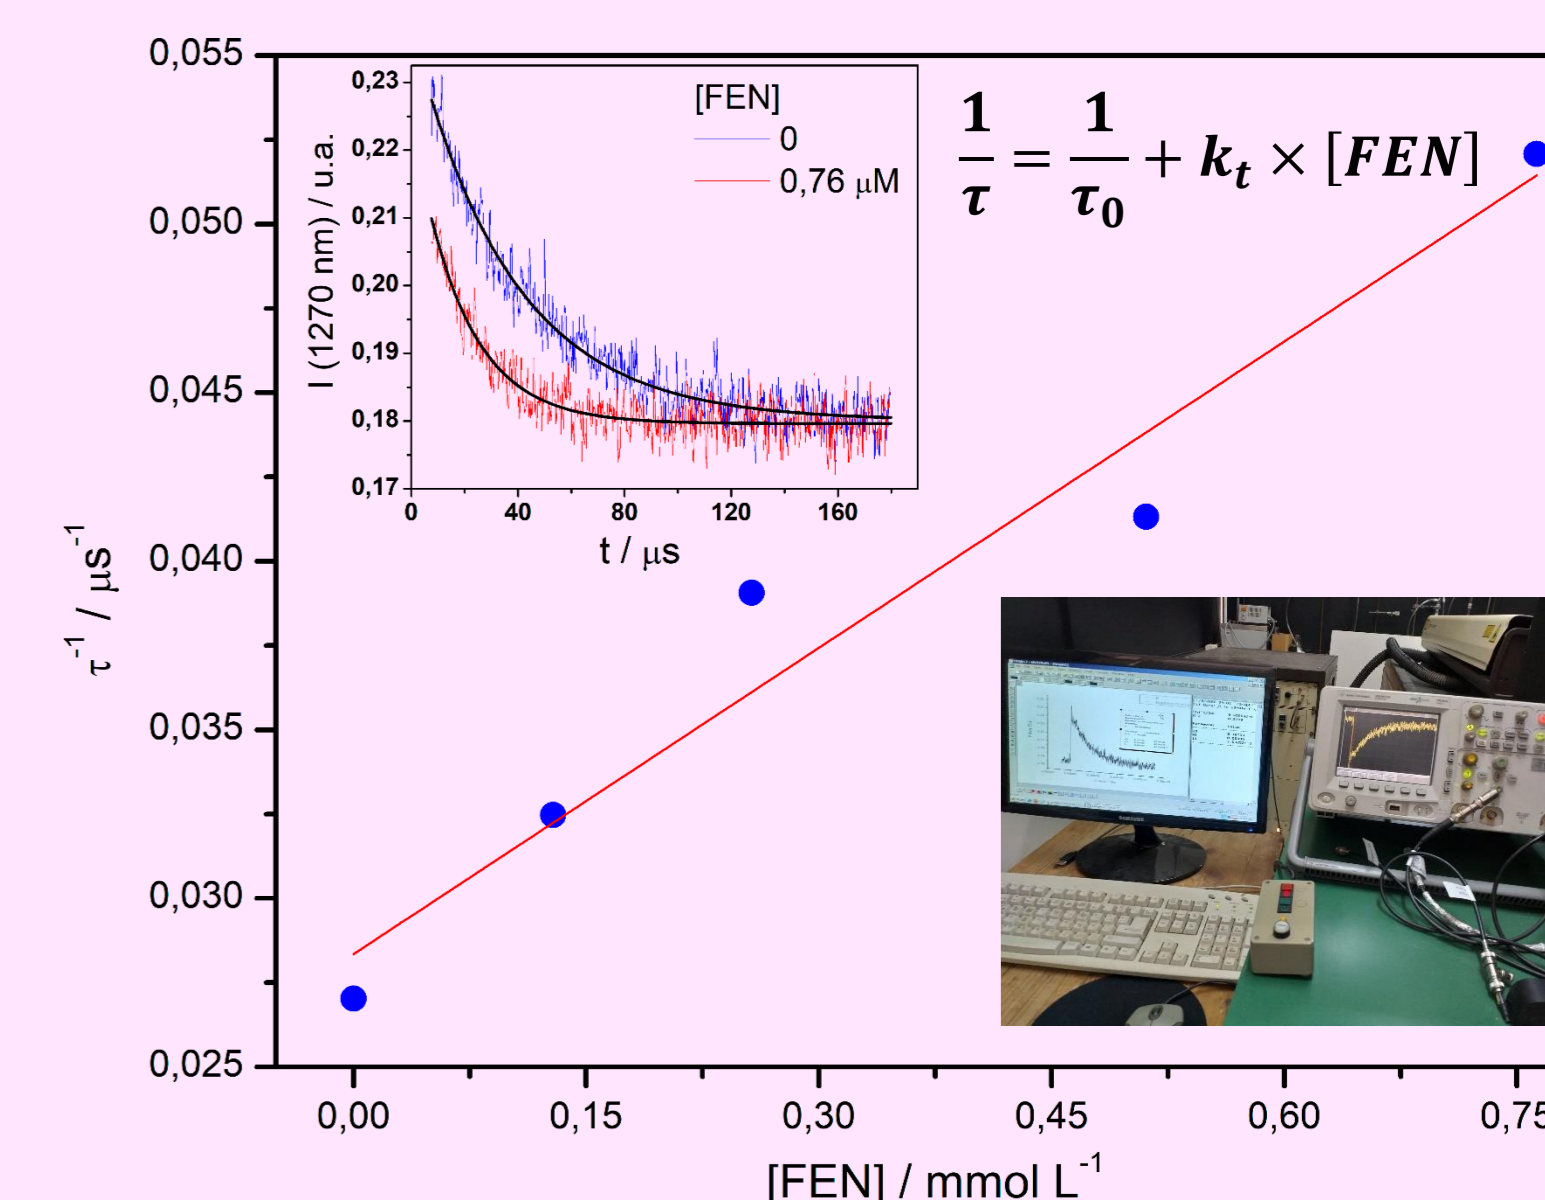 0,055
0,050
0,045
0,040
0,035
0,030
0,025
τ⁻¹ / μs⁻¹
0,00 0,15 0,30 0,45 0,60 0,75
[FEN] / mmol L⁻¹
0,23
0,22
0,21
0,20
0,19
0,18
0,17
I (1270 nm) / u.a.
0 40 80 120 160
t / μs
[FEN]
0
0,76 μM
1/τ = 1/τ₀ + kₜ × [FEN]
SAMSUNG